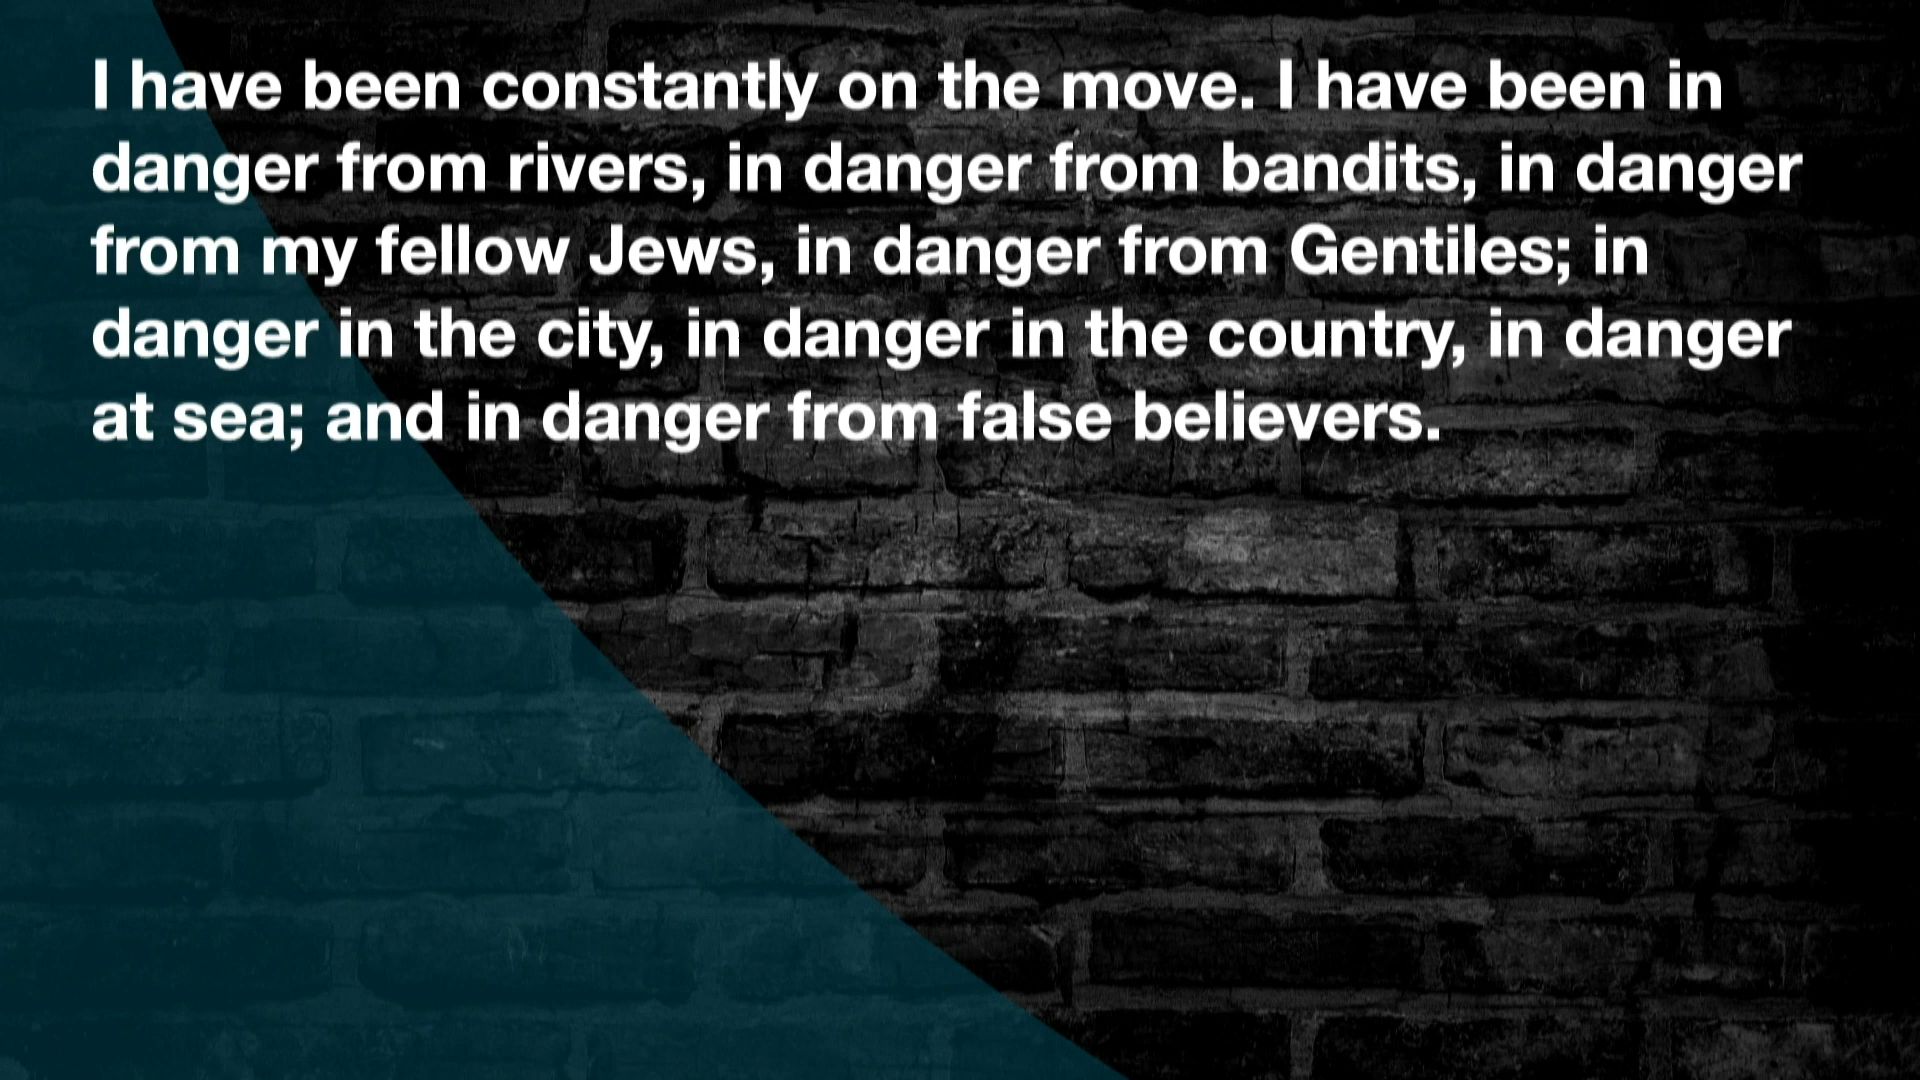 I have been constantly on the move. I have been in
danger from rivers, in danger from bandits, in danger
from my fellow Jews, in danger from Gentiles; in
danger in the city, in danger in the country, in danger
at sea; and in danger from false believers.